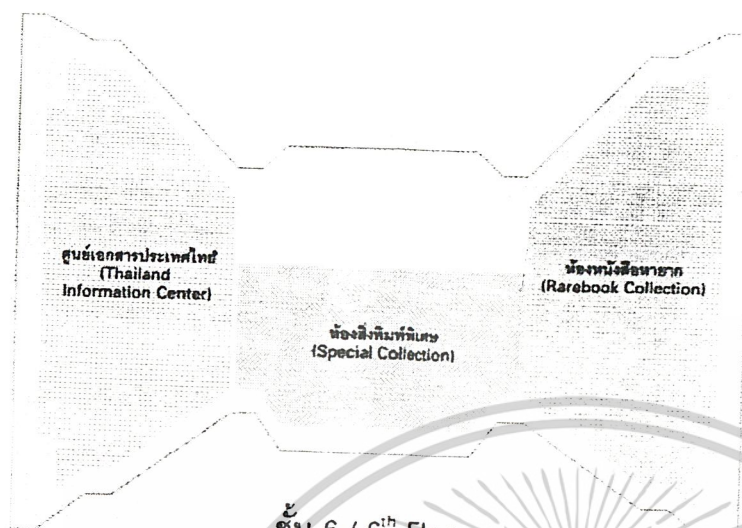 ศูนย์เอกสารประเทศไทย
(Thailand
Information Center)
ห้องสิ่งพิมพ์พิเศษ
(Special Collection)
ห้องหนังสือหายาก
(Rarebook Collection)
ชั้น 6 / 6th Fl